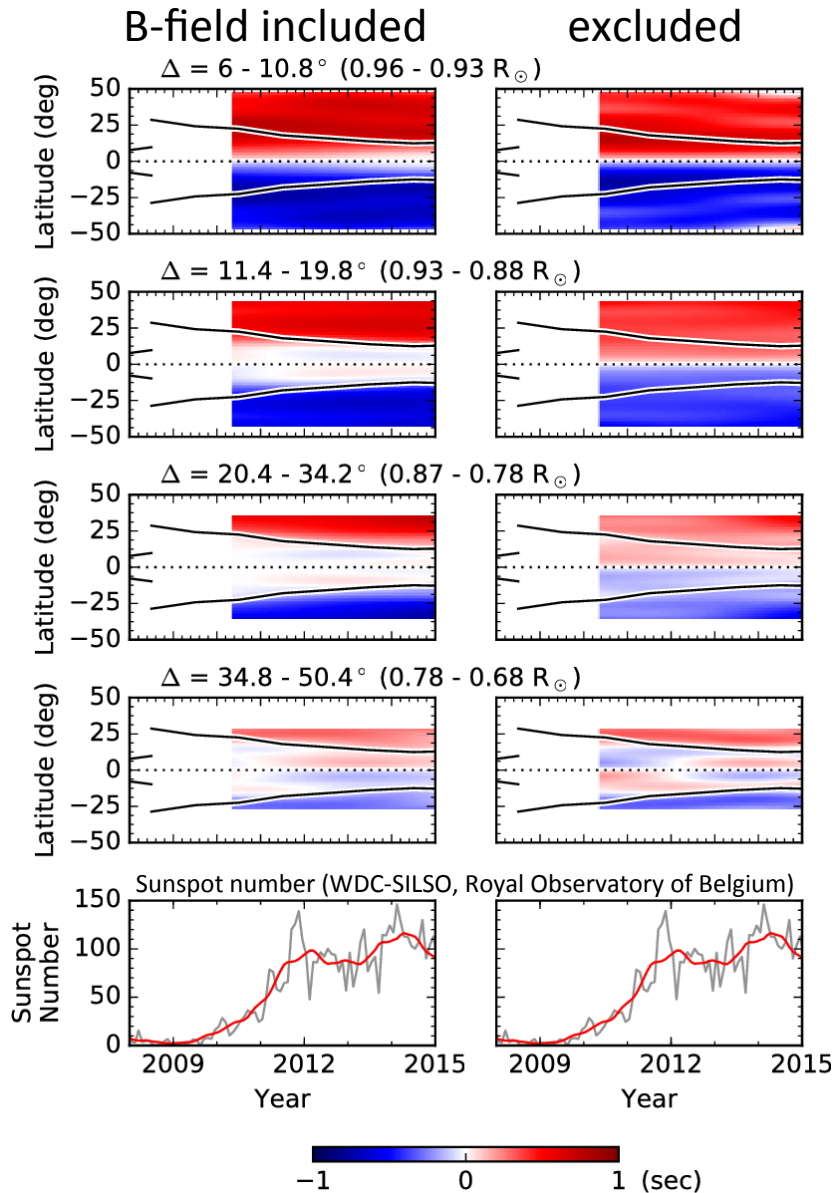 B-field included excluded
Δ = 6 - 10.8° (0.96 - 0.93 R☉)
Latitude (deg)
50
25
0
−25
−50
Δ = 11.4 - 19.8° (0.93 - 0.88 R☉)
Latitude (deg)
50
25
0
−25
−50
Δ = 20.4 - 34.2° (0.87 - 0.78 R☉)
Latitude (deg)
50
25
0
−25
−50
Δ = 34.8 - 50.4° (0.78 - 0.68 R☉)
Latitude (deg)
50
25
0
−25
−50
Sunspot number (WDC-SILSO, Royal Observatory of Belgium)
Sunspot
Number
150
100
50
0
2009 2012 2015 2009 2012 2015
Year Year
−1 0 1 (sec)